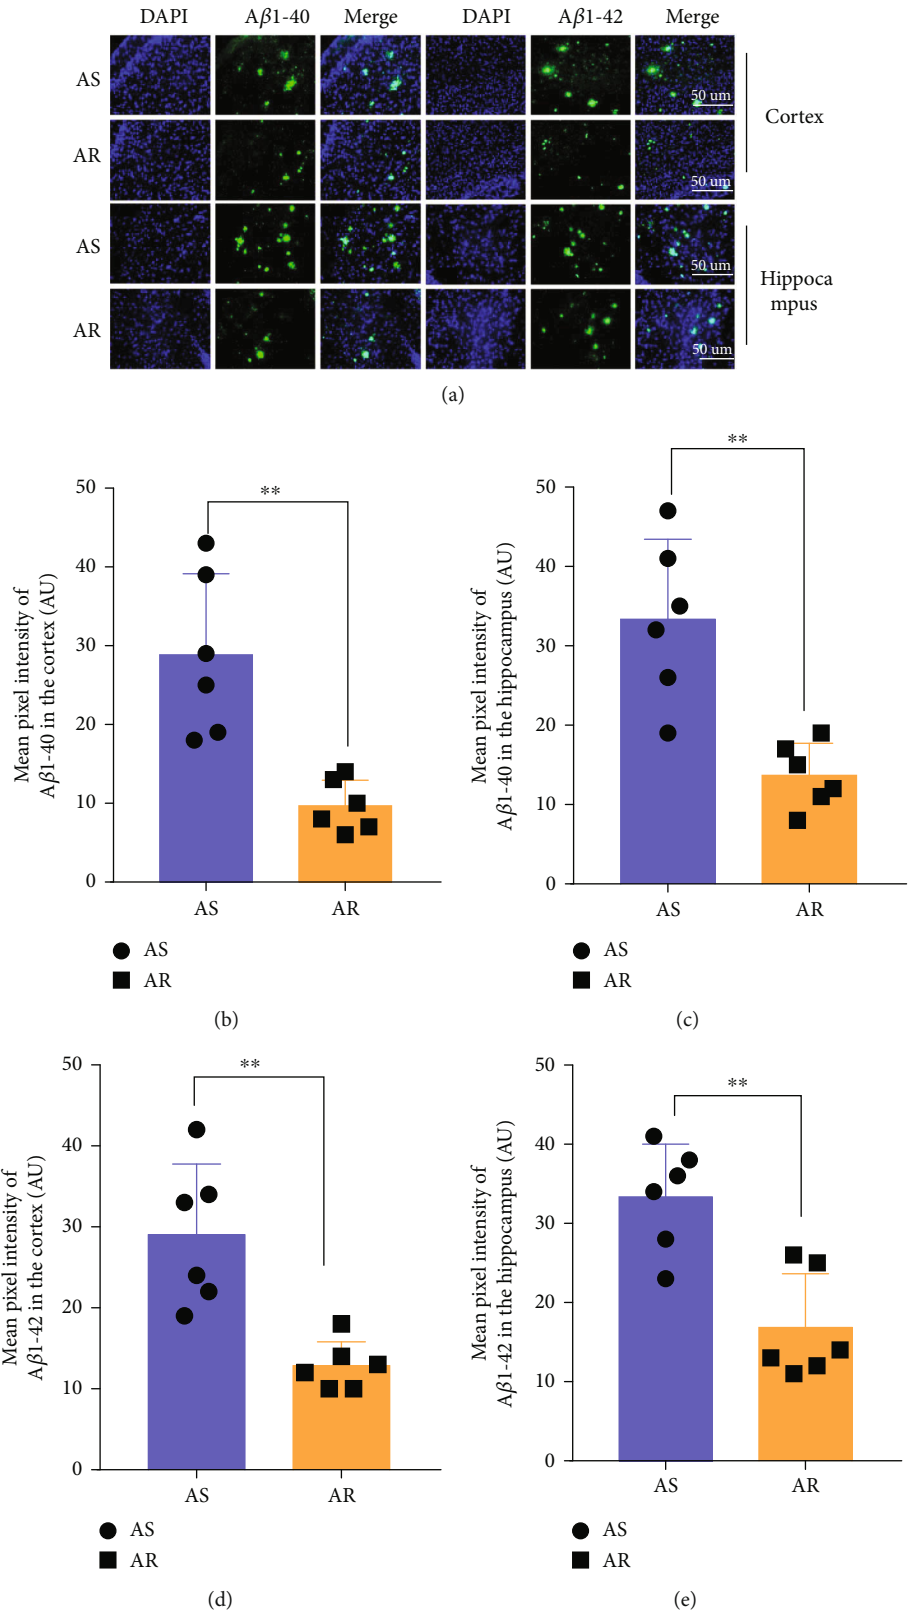 DAPI Aβ1-40 Merge DAPI Aβ1-42 Merge
AS
50 um
Cortex
AR
50 um
AS
50 um
Hippoca
mpus
AR
50 um
(a)
Mean pixel intensity of
Aβ1-40 in the cortex (AU)
50
40
30
20
10
0
**
AS AR
AS
AR
(b)
Mean pixel intensity of
Aβ1-40 in the hippocampus (AU)
50
40
30
20
10
0
**
AS AR
AS
AR
(c)
Mean pixel intensity of
Aβ1-42 in the cortex (AU)
50
40
30
20
10
0
**
AS AR
AS
AR
(d)
Mean pixel intensity of
Aβ1-42 in the hippocampus (AU)
50
40
30
20
10
0
**
AS AR
AS
AR
(e)